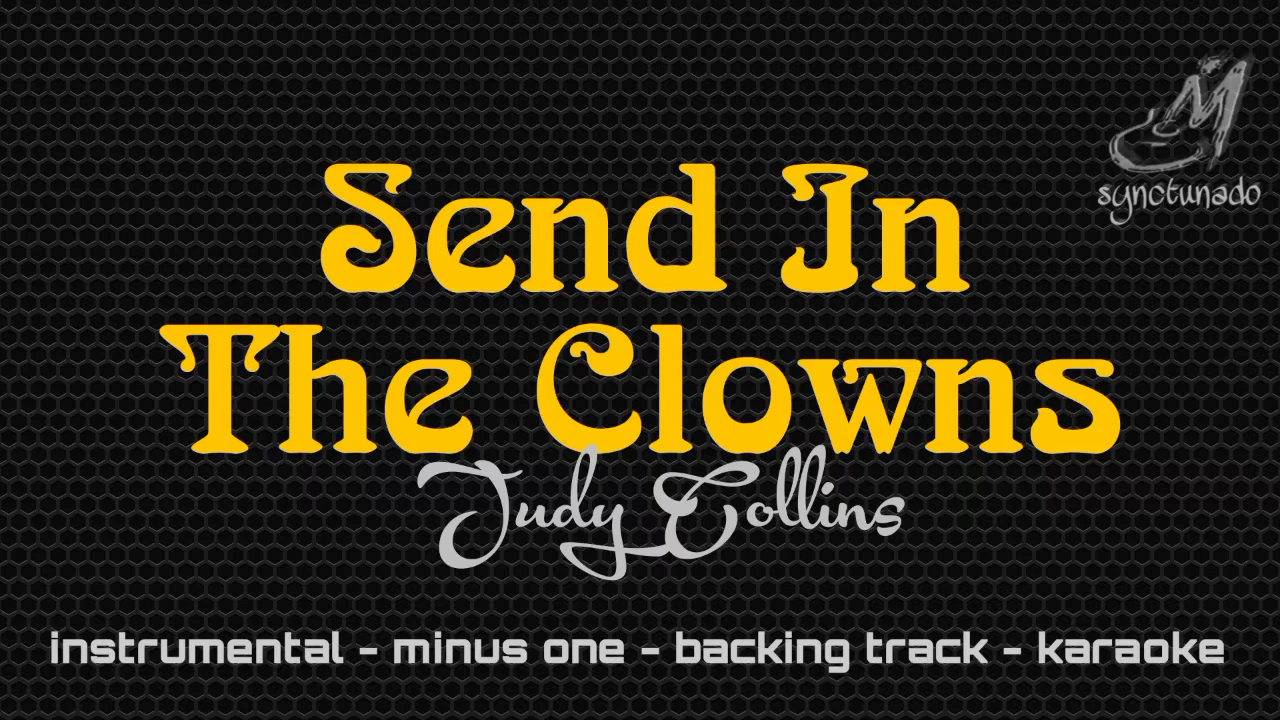 synctunado
Send In
The Clowns
Judy Collins
instrumental - minus one - backing track - karaoke